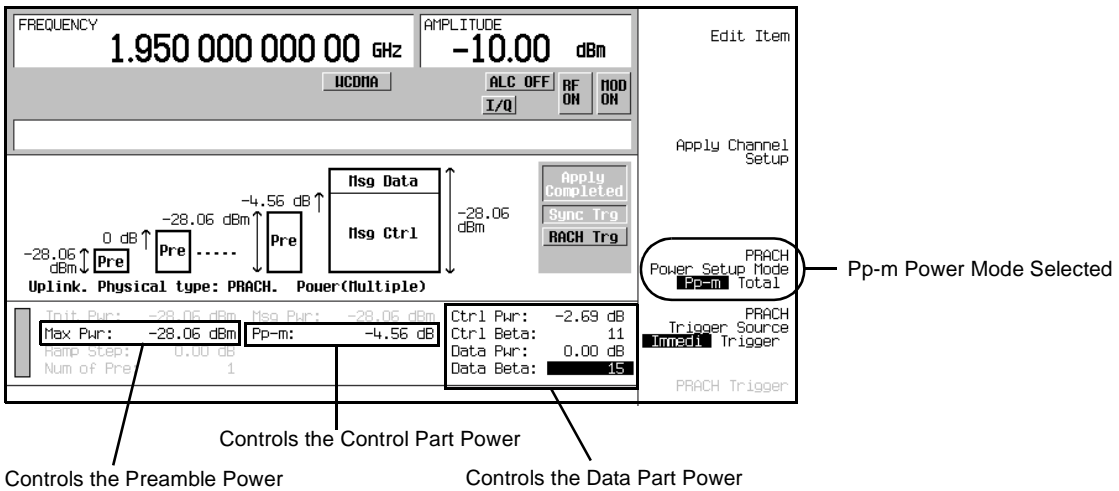 FREQUENCY
1.950 000 000 00 GHz
AMPLITUDE
-10.00 dBm
WCDMA
ALC OFF
I/Q
RF ON
MOD ON
Edit Item
Apply Channel
Setup
Msg Data
Msg Ctrl
-28.06
dBm
-4.56 dB
Pre
-28.06 dBm
Pre
.....
0 dB
Pre
-28.06
dBm
Apply
Completed
Sync Trg
RACH Trg
Uplink. Physical type: PRACH. Power(Multiple)
PRACH
Power Setup Mode
Pp-m Total
Pp-m Power Mode Selected
PRACH
Trigger Source
Immedi Trigger
PRACH Trigger
Init Pwr: -28.06 dBm Msg Pwr: -28.06 dBm
Max Pwr: -28.06 dBm Pp-m: -4.56 dB
Ramp Step: 0.00 dB
Num of Pre: 1
Ctrl Pwr: -2.69 dB
Ctrl Beta: 11
Data Pwr: 0.00 dB
Data Beta: 15
Controls the Control Part Power
Controls the Preamble Power
Controls the Data Part Power